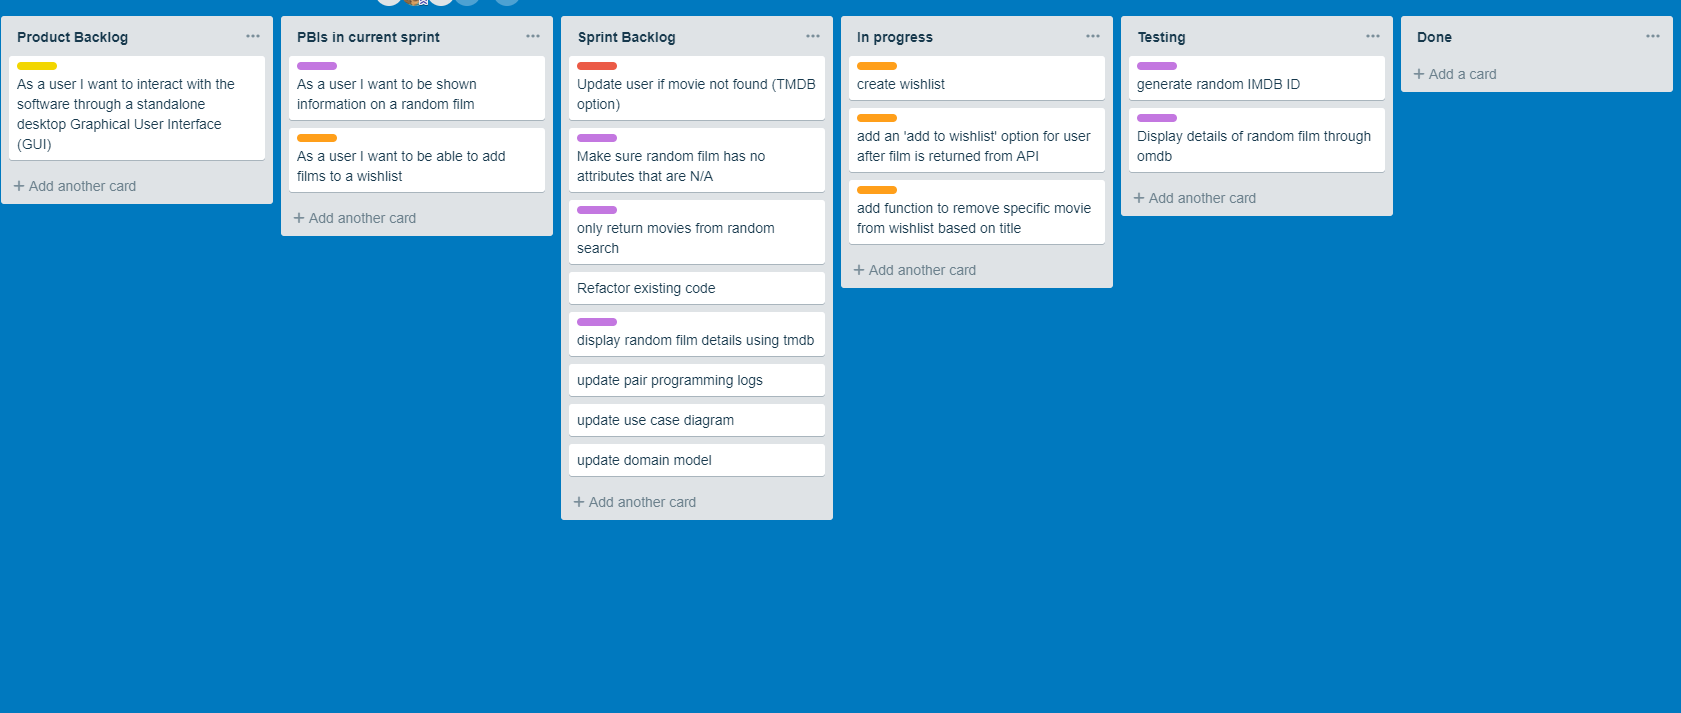 Product Backlog
As a user I want to interact with the
software through a standalone
desktop Graphical User Interface
(GUI)
+ Add another card
PBIs in current sprint
As a user I want to be shown
information on a random film
As a user I want to be able to add
films to a wishlist
+ Add another card
Sprint Backlog
Update user if movie not found (TMDB
option)
Make sure random film has no
attributes that are N/A
only return movies from random
search
Refactor existing code
display random film details using tmdb
update pair programming logs
update use case diagram
update domain model
+ Add another card
In progress
create wishlist
add an 'add to wishlist' option for user
after film is returned from API
add function to remove specific movie
from wishlist based on title
+ Add another card
Testing
generate random IMDB ID
Display details of random film through
omdb
+ Add another card
Done
+ Add a card